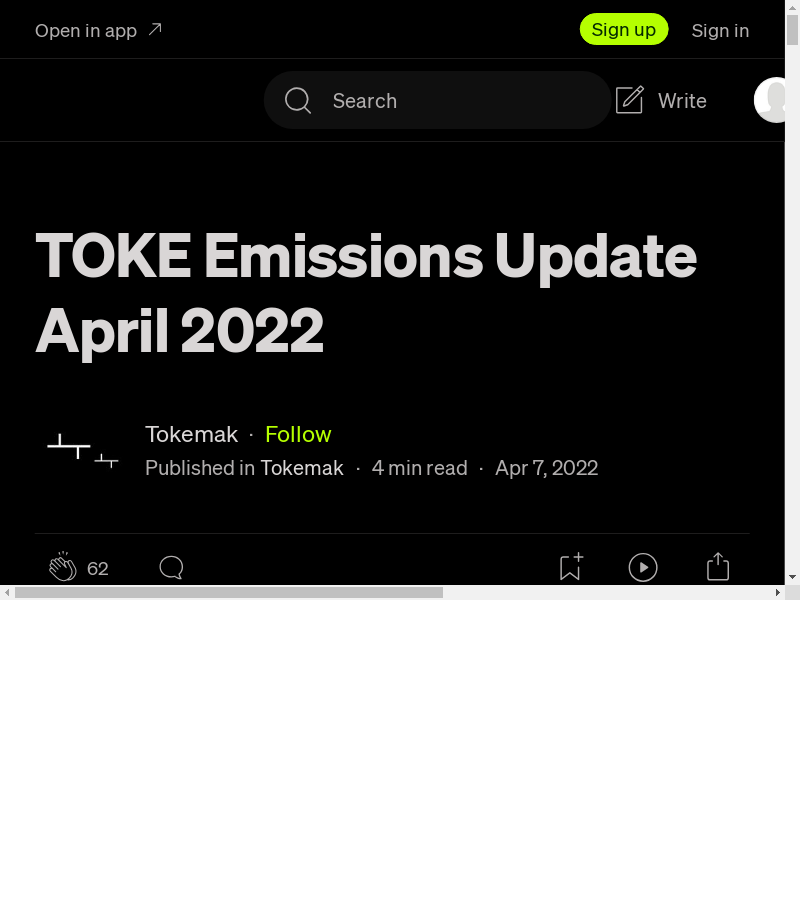 Open in app
Sign up
Sign in
Search
Write
TOKE Emissions Update
April 2022
Tokemak · Follow
Published in Tokemak · 4 min read · Apr 7, 2022
62